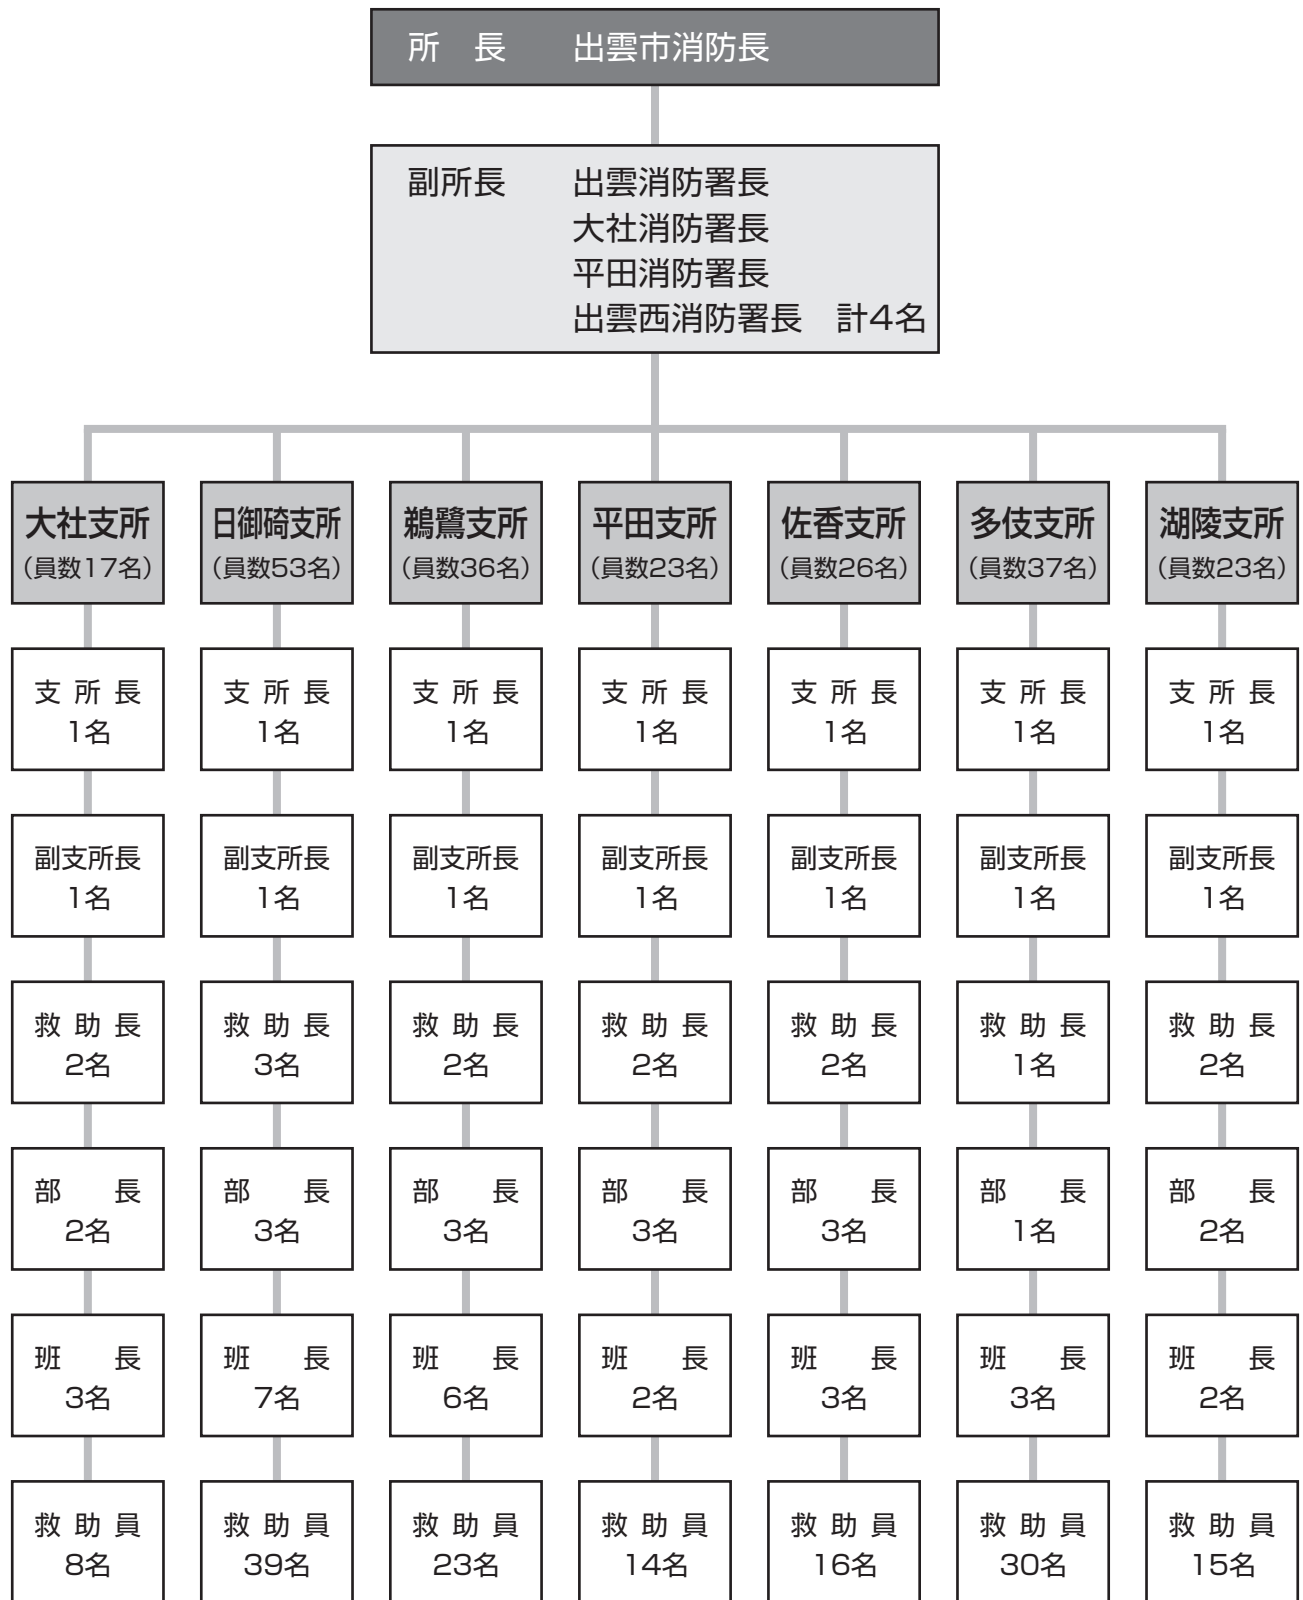 所　長　　出雲市消防長
副所長　　出雲消防署長
大社消防署長
平田消防署長
出雲西消防署長　計4名
大社支所
（員数17名）
支 所 長
1名
副支所長
1名
救 助 長
2名
部　　長
2名
班　　長
3名
救 助 員
8名
日御碕支所
（員数53名）
支 所 長
1名
副支所長
1名
救 助 長
3名
部　　長
3名
班　　長
7名
救 助 員
39名
鵜鷺支所
（員数36名）
支 所 長
1名
副支所長
1名
救 助 長
2名
部　　長
3名
班　　長
6名
救 助 員
23名
平田支所
（員数23名）
支 所 長
1名
副支所長
1名
救 助 長
2名
部　　長
3名
班　　長
2名
救 助 員
14名
佐香支所
（員数26名）
支 所 長
1名
副支所長
1名
救 助 長
2名
部　　長
3名
班　　長
3名
救 助 員
16名
多伎支所
（員数37名）
支 所 長
1名
副支所長
1名
救 助 長
1名
部　　長
1名
班　　長
3名
救 助 員
30名
湖陵支所
（員数23名）
支 所 長
1名
副支所長
1名
救 助 長
2名
部　　長
2名
班　　長
2名
救 助 員
15名